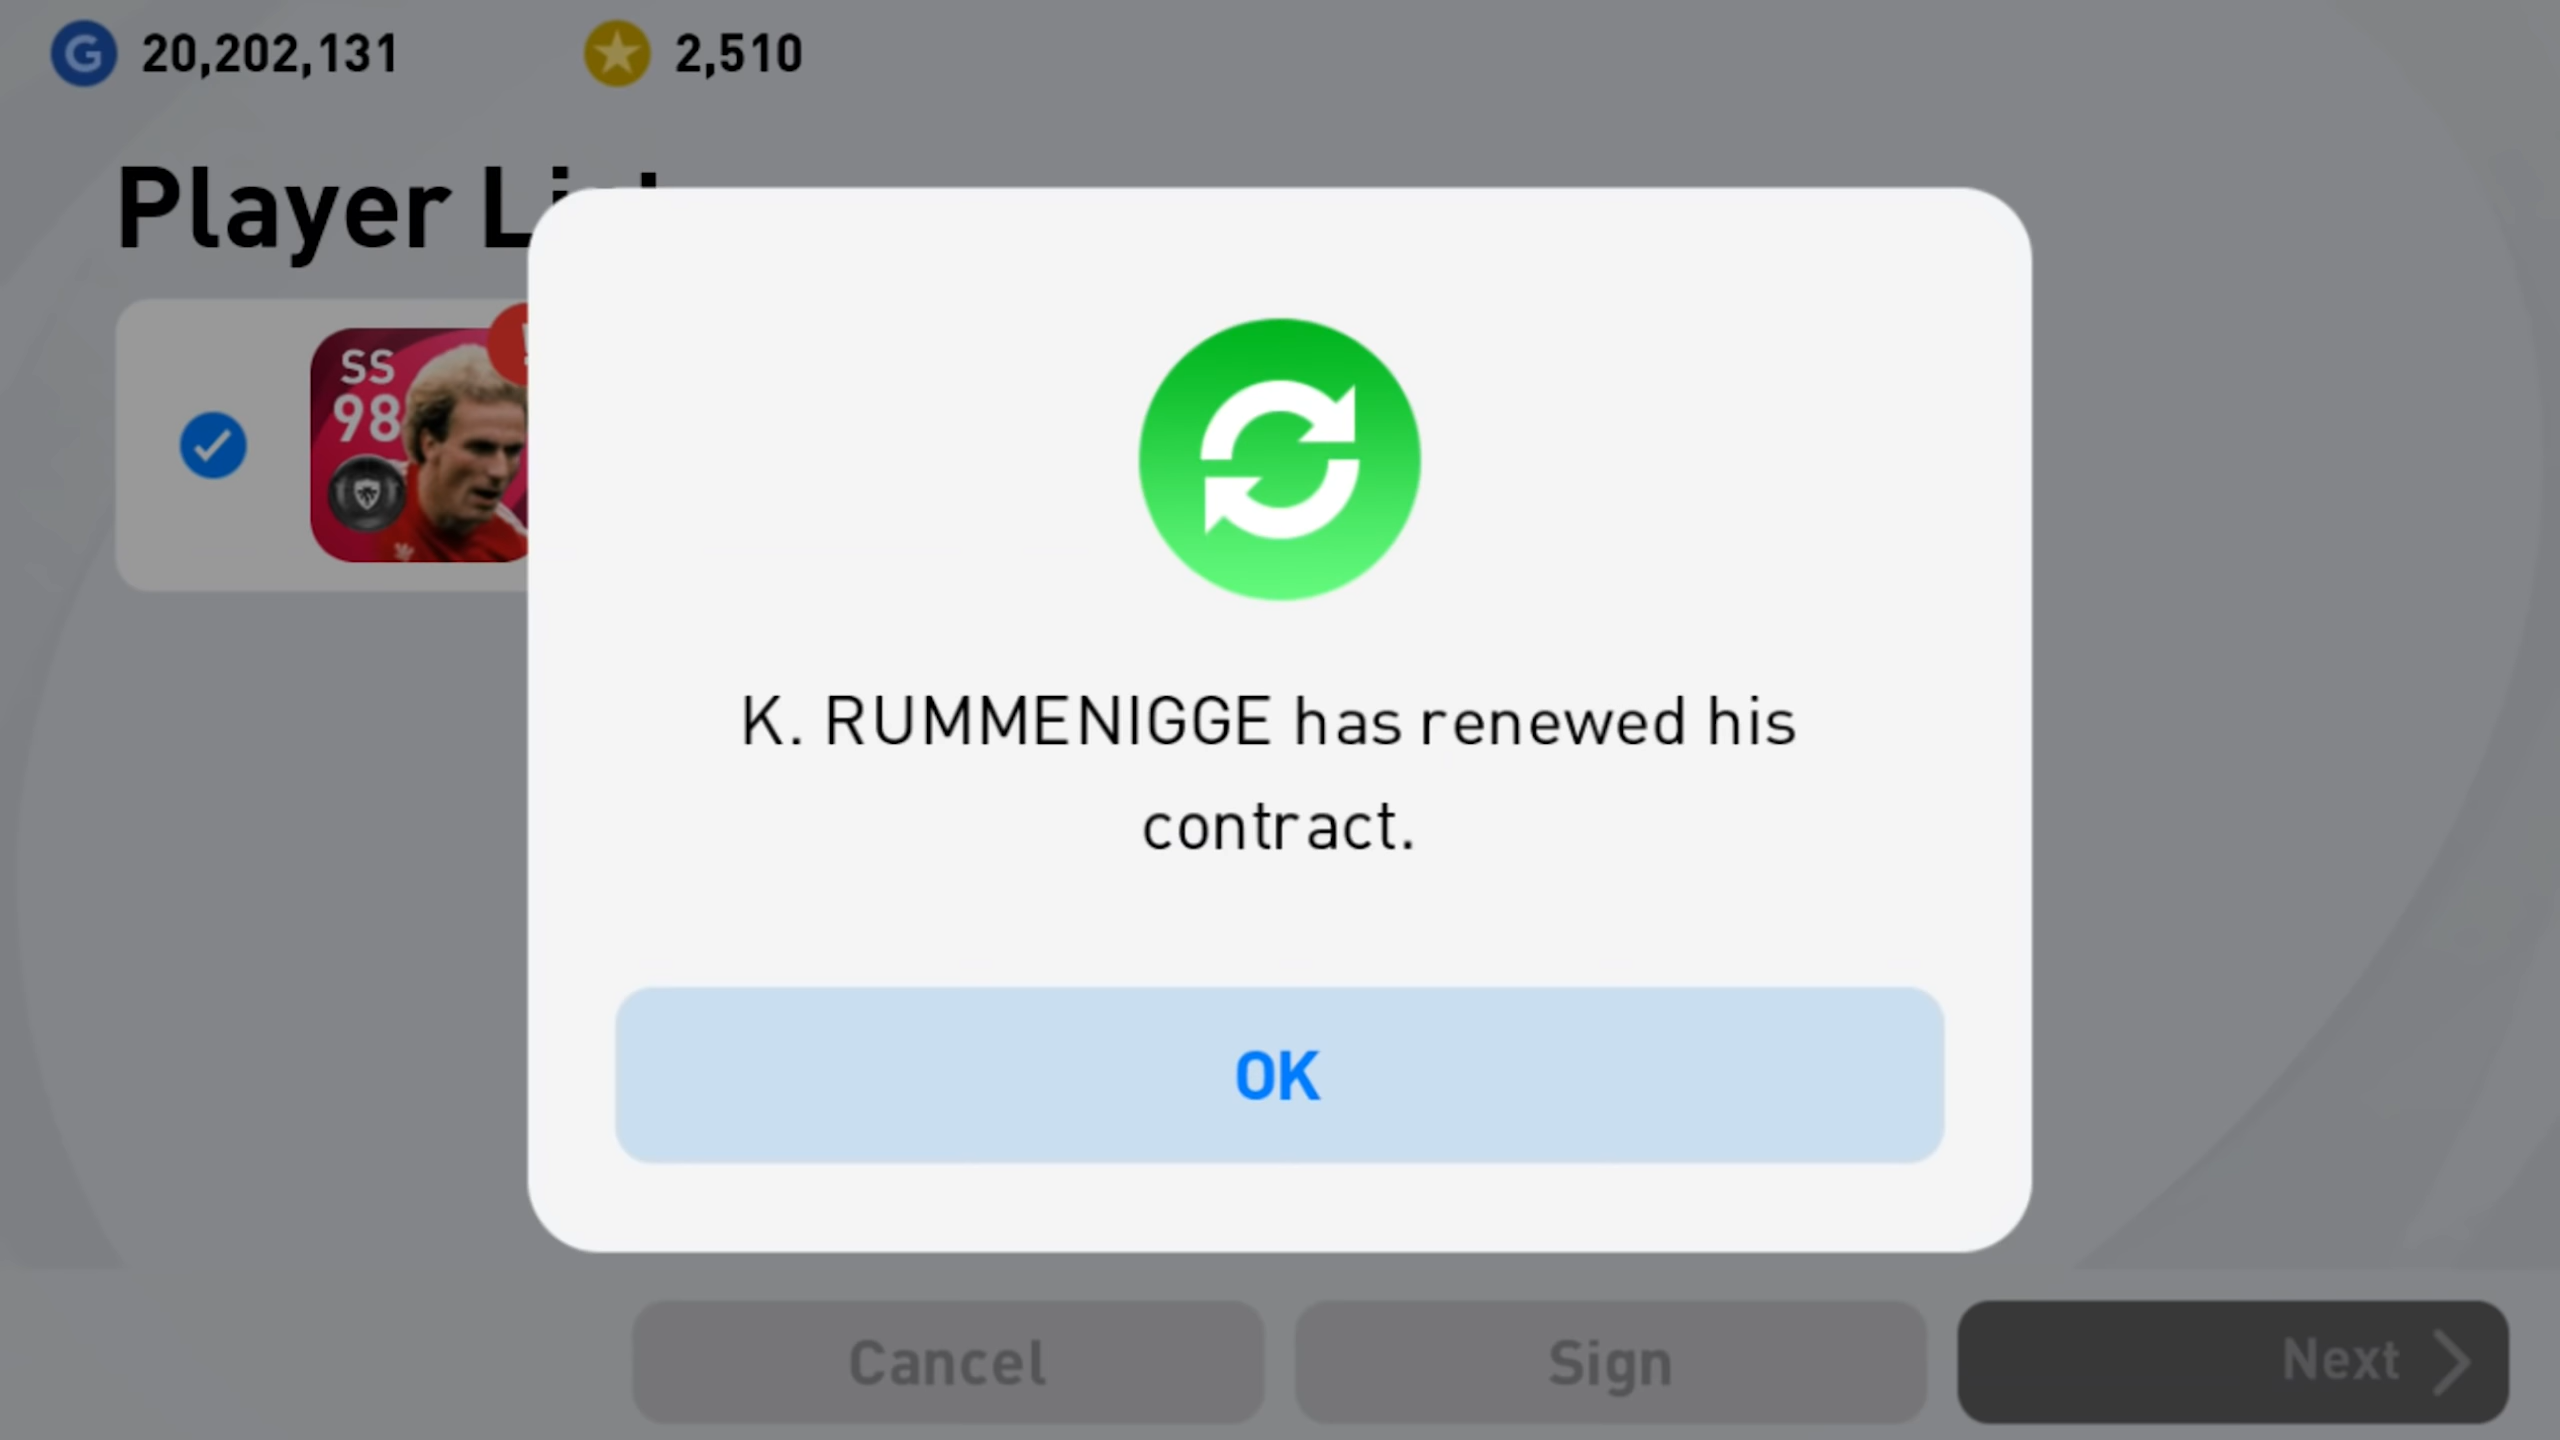 G 20,202,131 2,510
Player
SS
98
K. RUMMENIGGE has renewed his
contract.
OK
Cancel Sign Next